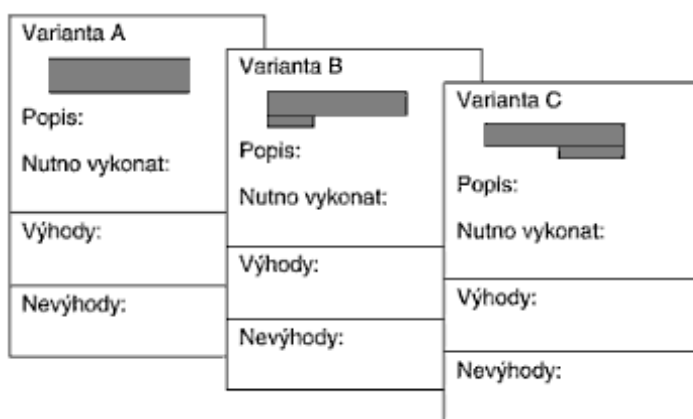 Varianta A
Popis:
Nutno vykonat:
Výhody:
Nevýhody:
Varianta B
Popis:
Nutno vykonat:
Výhody:
Nevýhody:
Varianta C
Popis:
Nutno vykonat:
Výhody:
Nevýhody: